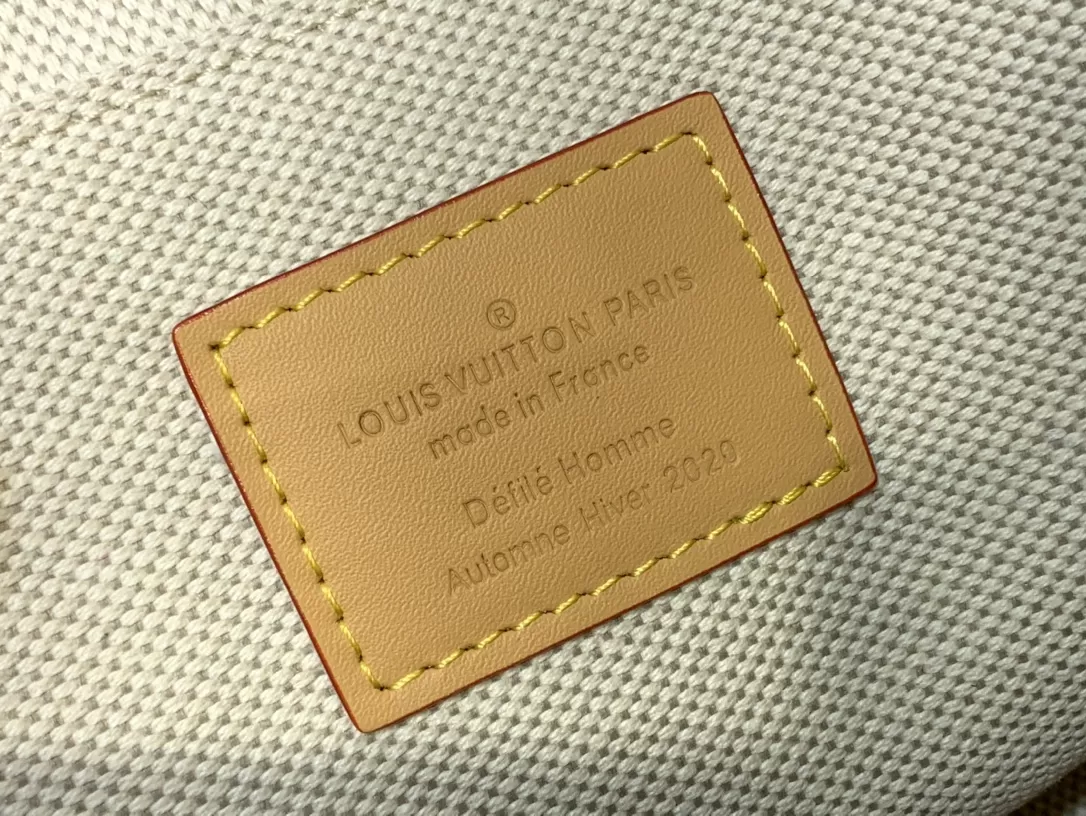 ®
LOUIS VUITTON PARIS
made in France
Défilé Homme
Automne Hiver 2020